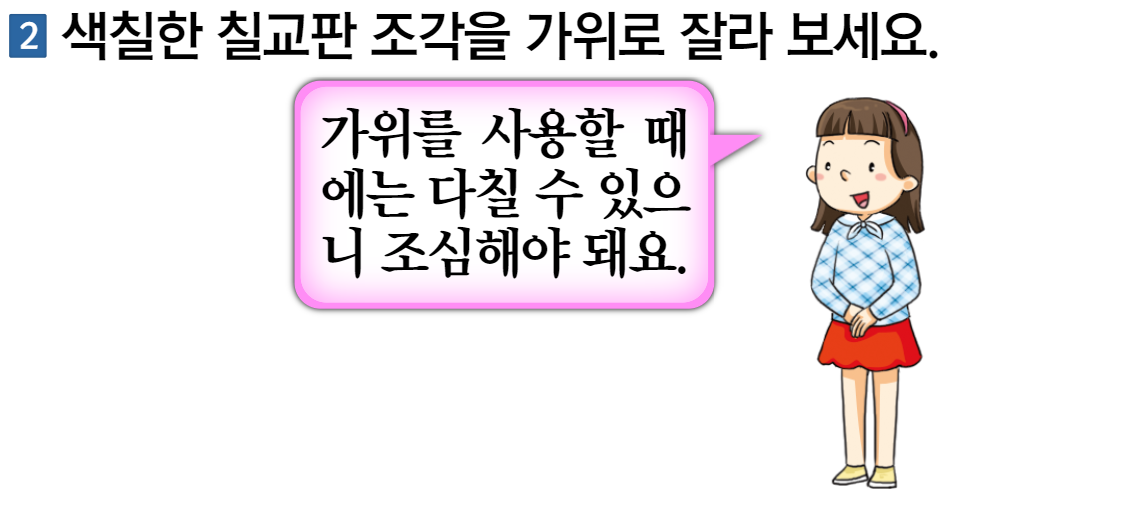 2 색칠한 칠교판 조각을 가위로 잘라 보세요.
가위를 사용할 때
에는 다칠 수 있으
니 조심해야 돼요.